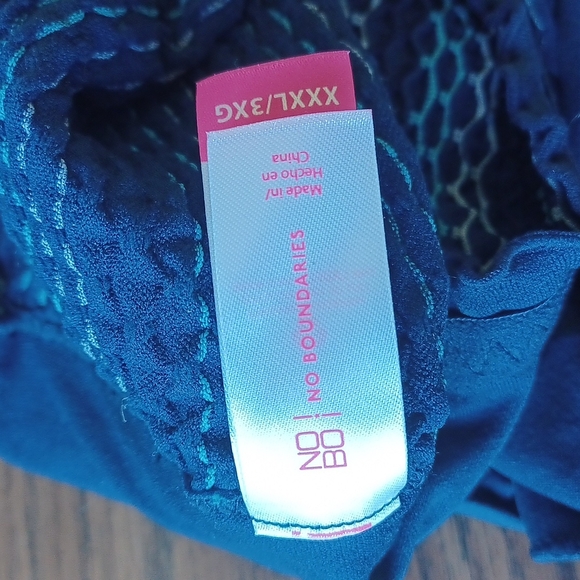 XXXL/3XG
Made in/
Hecho en
China
NO BOUNDARIES
NO!
BO!